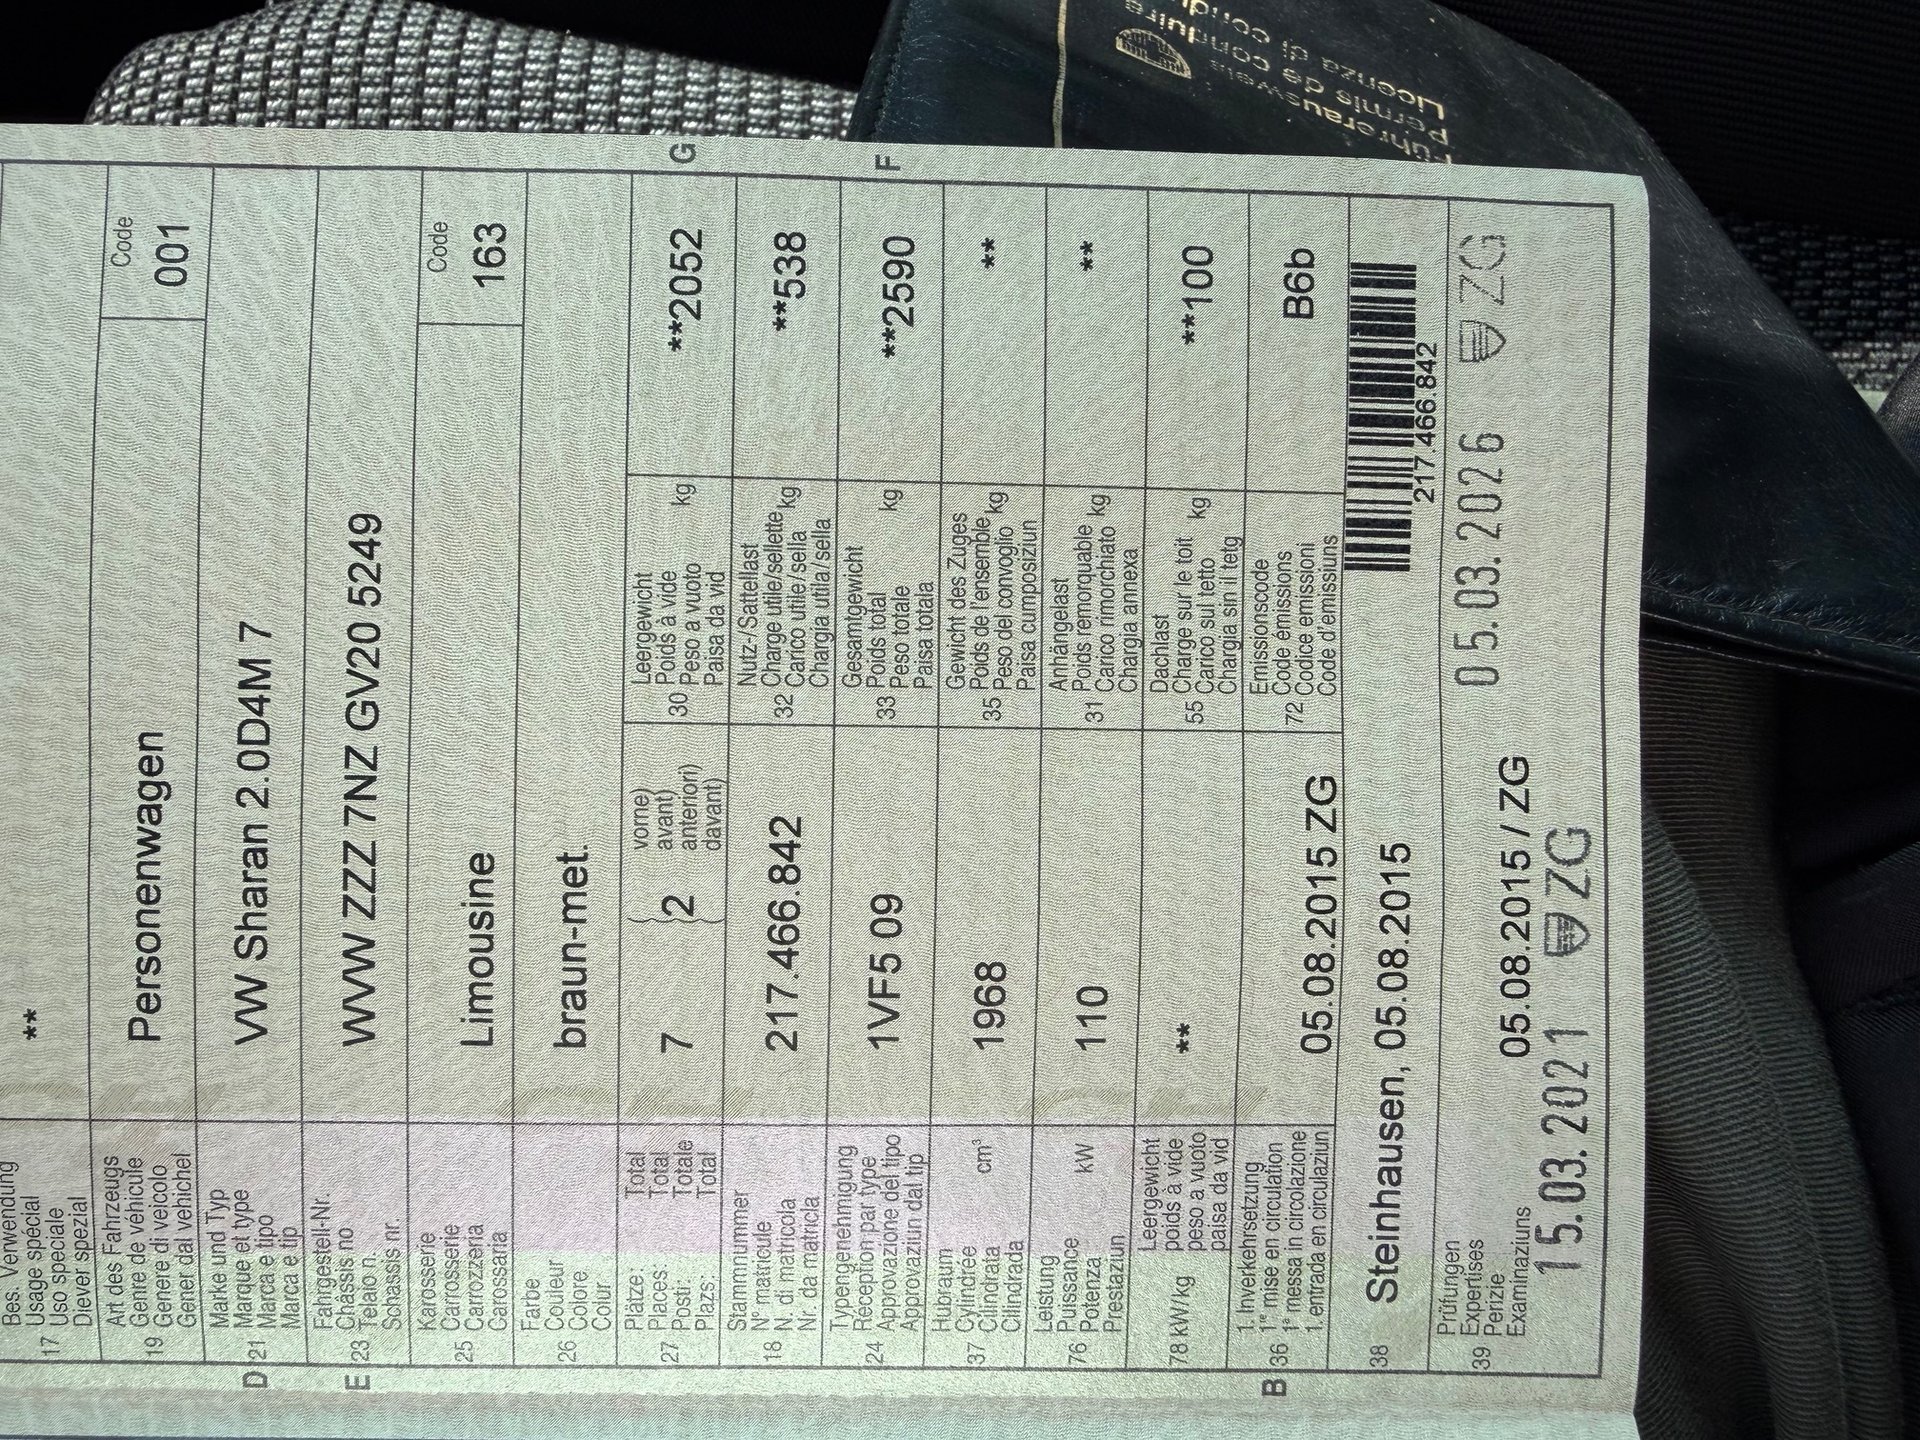 Bes. Verwendung
Usage spécial
17 Uso speciale **
Diever spezial
Art des Fahrzeugs Code
Genre de véhicule
19 Genere di veicolo Personenwagen 001
Gener dal vehichel
Marke und Typ
Marque et type
D 21 Marca e tipo VW Sharan 2.0D4M 7
Marca e tip
Fahrgestell-Nr.
Châssis no
E 23 Telaio n. WVW ZZZ 7NZ GV20 5249
Schassis nr.
Karosserie Code
Carrosserie
25 Carrozzeria Limousine 163
Carossaria
Farbe
Couleur
26 Colore braun-met.
Colur
Plätze: Total vorne) Leergewicht
Places: Total avant) Poids à vide
27 Posti: Totale 7 2 anteriori) 30 Peso a vuoto kg **2052 G
Plazs: Total davant) Paisa da vid
Stammnummer Nutz-/Sattellast
N° matricule Charge utile/sellette
18 N. di matricola 217.466.842 32 Carico utile/sella kg **538
Nr. da matricla Chargia utila/sella
Typengenehmigung Gesamtgewicht
Réception par type Poids total
24 Approvazione del tipo 1VF5 09 33 Peso totale kg **2590 F
Approvaziun dal tip Paisa totala
Hubraum Gewicht des Zuges
Cylindrée Poids de l'ensemble
37 Cilindrata cm³ 1968 35 Peso del convoglio kg **
Cilindrada Paisa cumposiziun
Leistung Anhängelast
Puissance Poids remorquable
76 Potenza kW 110 31 Carico rimorchiato kg **
Prestaziun Chargia annexa
Leergewicht Dachlast
poids à vide Charge sur le toit
78 kW/kg peso a vuoto ** 55 Carico sul tetto kg **100
paisa da vid Chargia sin il tetg
1. Inverkehrsetzung Emissionscode
1re mise en circulation Code émissions
B 36 1a messa in circolazione 05.08.2015 ZG 72 Codice emissioni B6b
1. entrada en circulaziun Code d'emissiuns
38 Steinhausen, 05.08.2015
217.466.842
Prüfungen
Expertises 05.03.2026 ZG
39 Perizie
Examinaziuns 05.08.2015 / ZG
15.03.2021 ZG
Führerausweis
Permis de conduire
Licenza di condurre